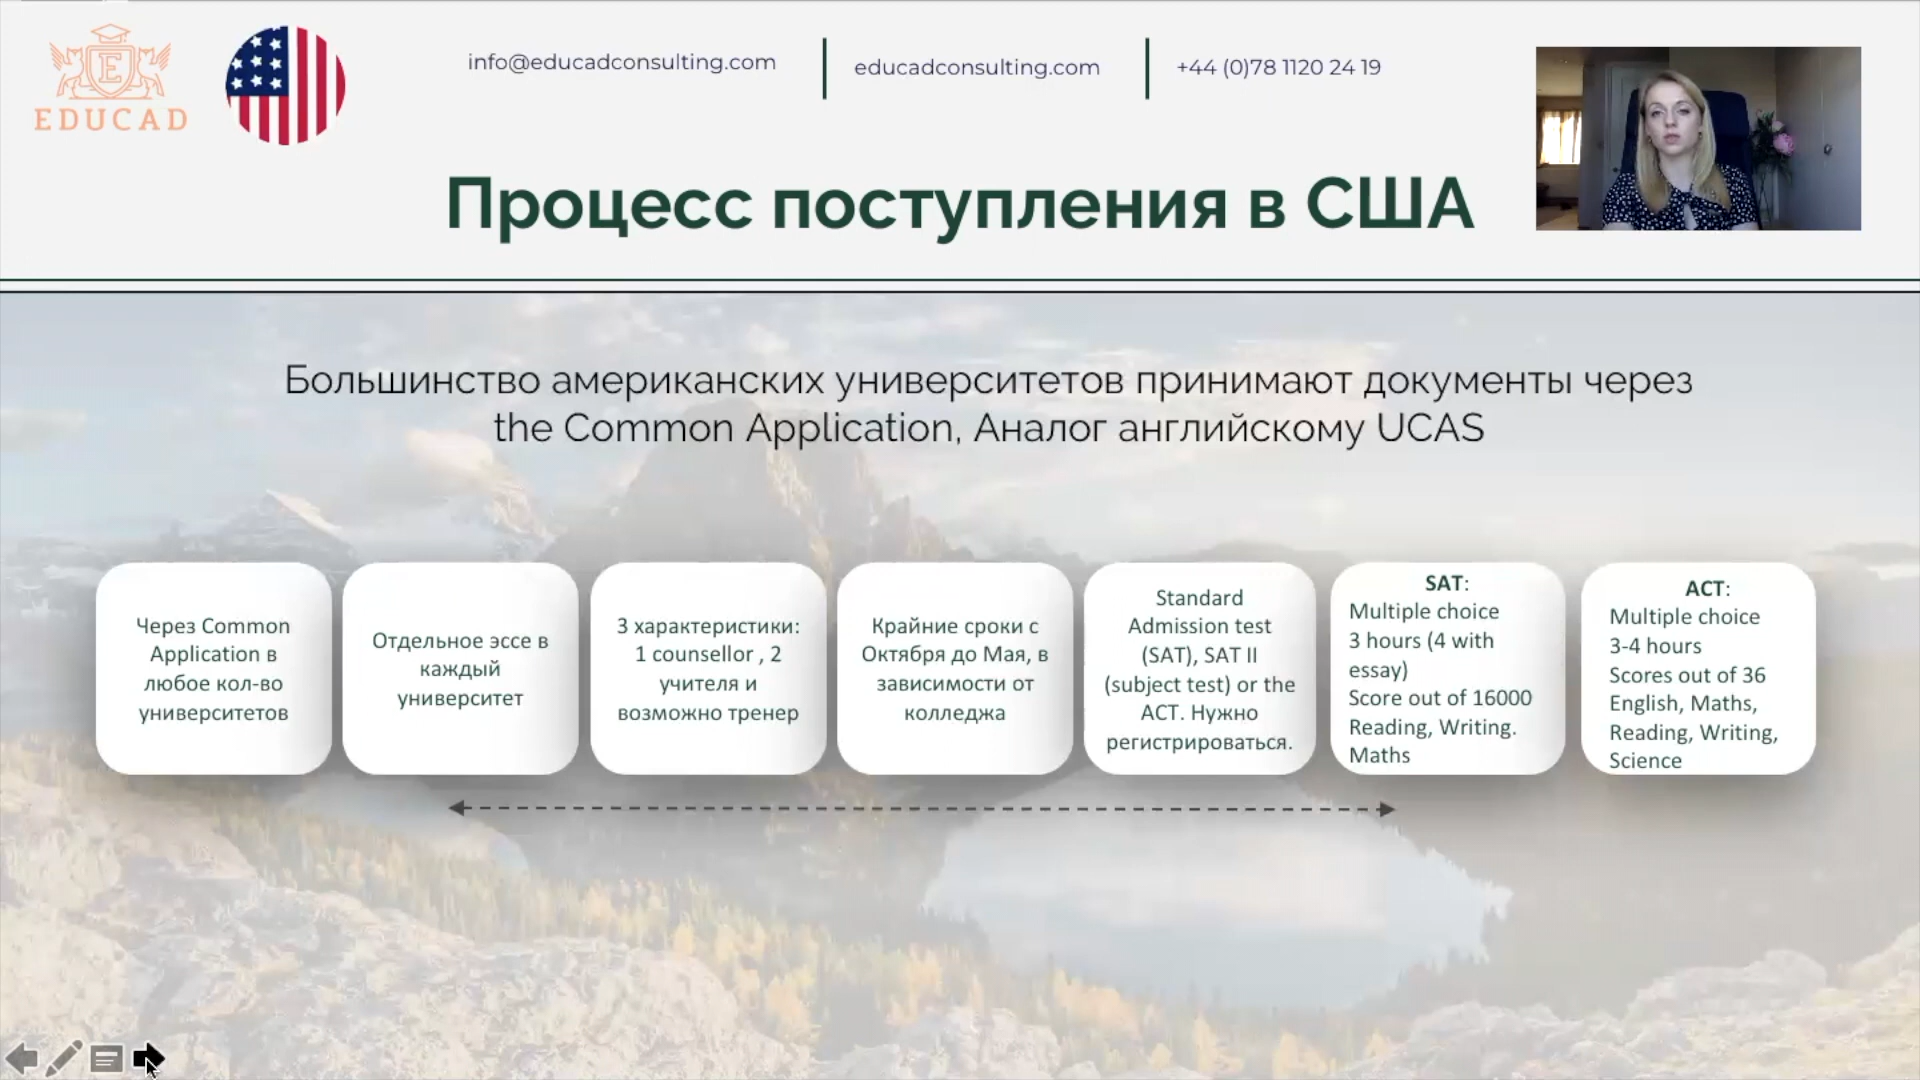 EDUCAD
info@educadconsulting.com
educadconsulting.com
+44 (0)78 1120 24 19
Процесс поступления в США
Большинство американских университетов принимают документы через
the Common Application, Аналог английскому UCAS
Через Common
Application в
любое кол-во
университетов
Отдельное эссе в
каждый
университет
3 характеристики:
1 counsellor , 2
учителя и
возможно тренер
Крайние сроки с
Октября до Мая, в
зависимости от
колледжа
Standard
Admission test
(SAT), SAT II
(subject test) or the
ACT. Нужно
регистрироваться.
SAT:
Multiple choice
3 hours (4 with
essay)
Score out of 16000
Reading, Writing.
Maths
ACT:
Multiple choice
3-4 hours
Scores out of 36
English, Maths,
Reading, Writing,
Science